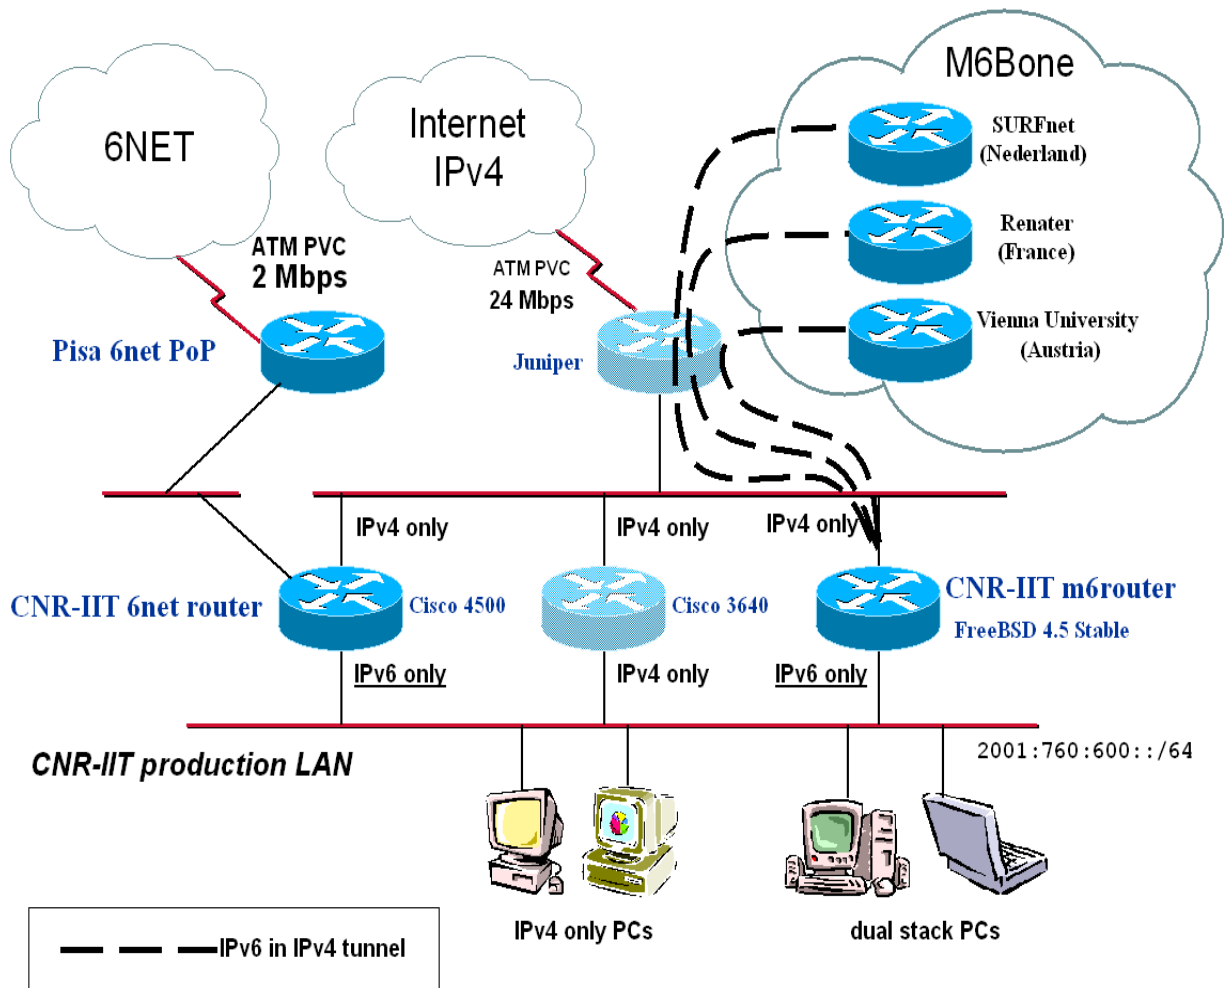 M6Bone
6NET
Internet
IPv4
SURFnet
(Nederland)
Renater
(France)
Vienna University
(Austria)
ATM PVC
2 Mbps
ATM PVC
24 Mbps
Pisa 6net PoP
Juniper
IPv4 only
IPv4 only
IPv4 only
CNR-IIT 6net router
Cisco 4500
Cisco 3640
CNR-IIT m6router
FreeBSD 4.5 Stable
IPv6 only
IPv4 only
IPv6 only
CNR-IIT production LAN
2001:760:600::/64
IPv4 only PCs
dual stack PCs
IPv6 in IPv4 tunnel